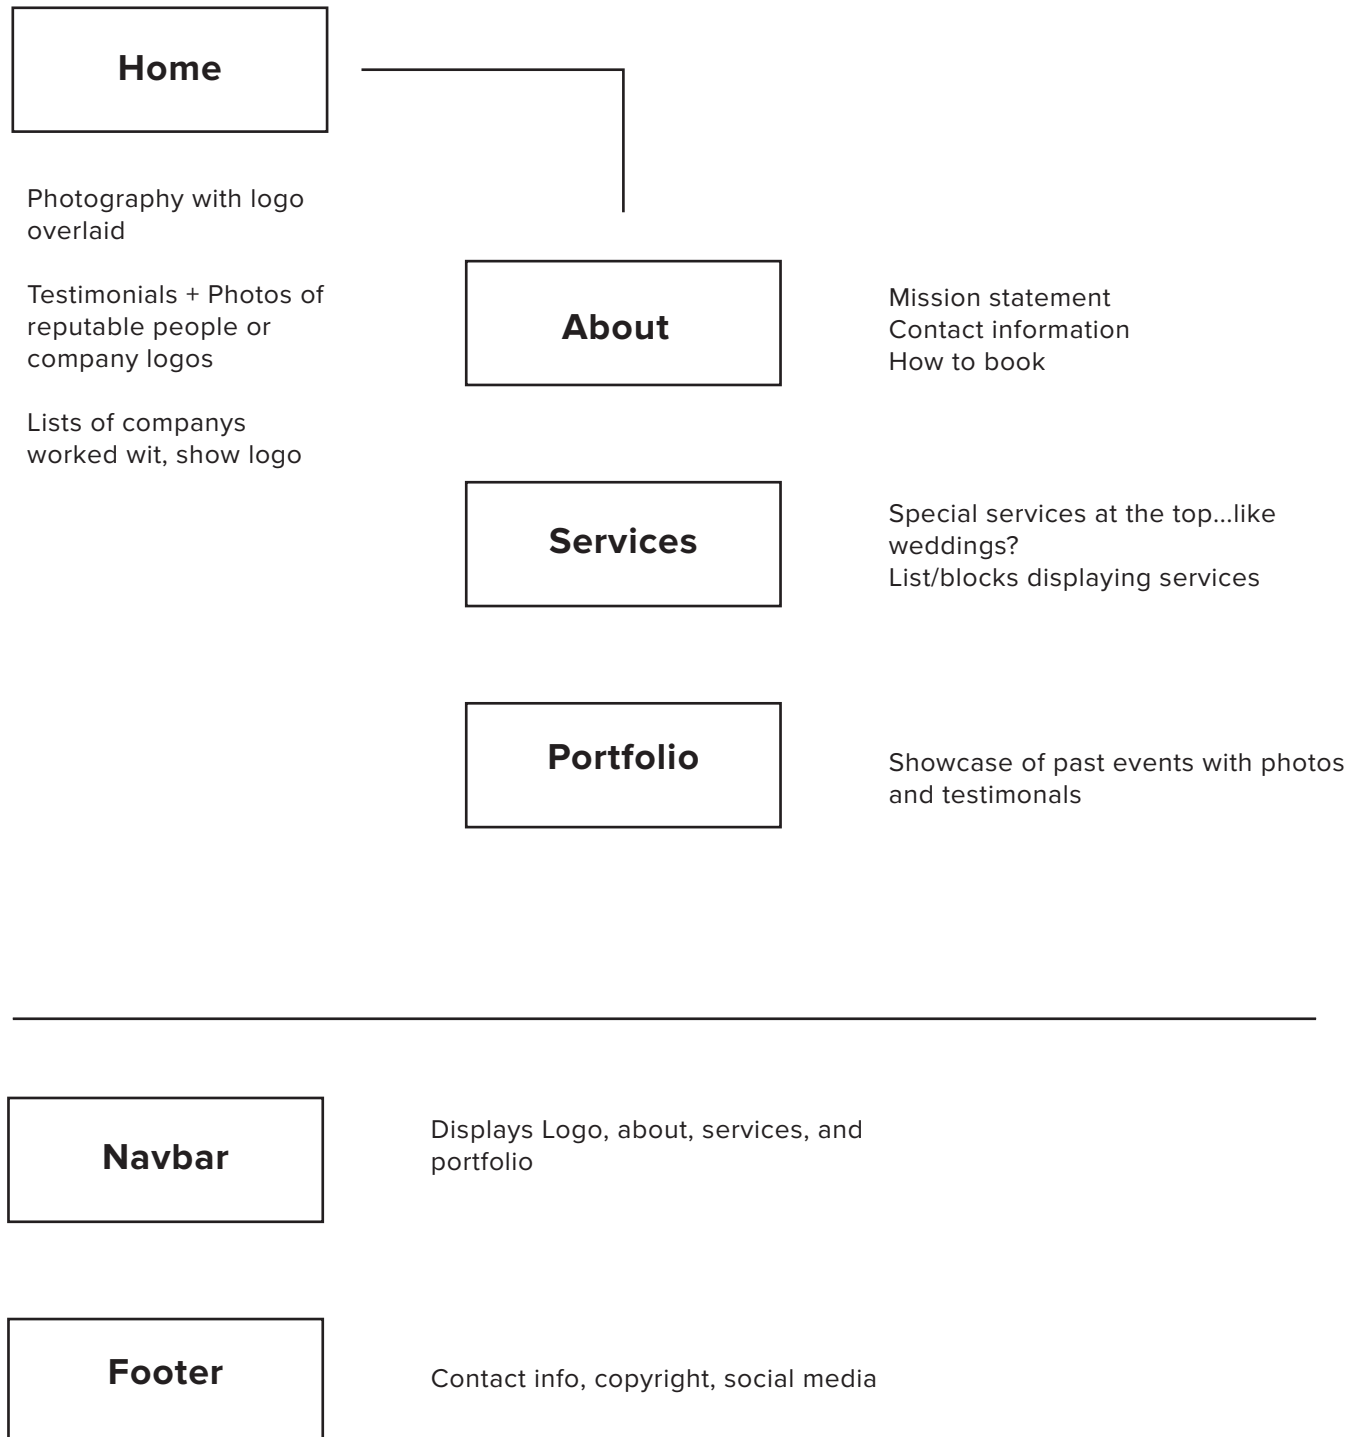 Home
Photography with logo
overlaid
Testimonials + Photos of
reputable people or
company logos
Lists of companys
worked wit, show logo
About
Mission statement
Contact information
How to book
Services
Special services at the top...like
weddings?
List/blocks displaying services
Portfolio
Showcase of past events with photos
and testimonals
Navbar
Displays Logo, about, services, and
portfolio
Footer
Contact info, copyright, social media